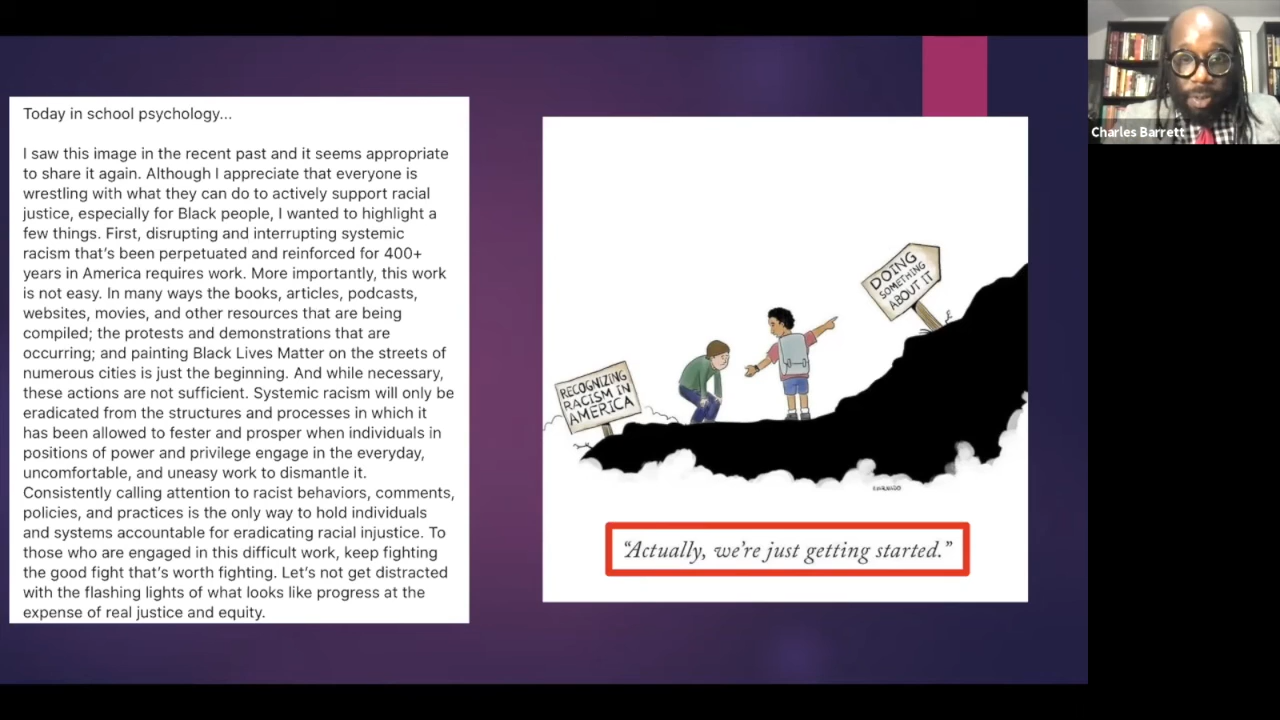 Today in school psychology...
I saw this image in the recent past and it seems appropriate
to share it again. Although I appreciate that everyone is
wrestling with what they can do to actively support racial
justice, especially for Black people, I wanted to highlight a
few things. First, disrupting and interrupting systemic
racism that's been perpetuated and reinforced for 400+
years in America requires work. More importantly, this work
is not easy. In many ways the books, articles, podcasts,
websites, movies, and other resources that are being
compiled; the protests and demonstrations that are
occurring; and painting Black Lives Matter on the streets of
numerous cities is just the beginning. And while necessary,
these actions are not sufficient. Systemic racism will only be
eradicated from the structures and processes in which it
has been allowed to fester and prosper when individuals in
positions of power and privilege engage in the everyday,
uncomfortable, and uneasy work to dismantle it.
Consistently calling attention to racist behaviors, comments,
policies, and practices is the only way to hold individuals
and systems accountable for eradicating racial injustice. To
those who are engaged in this difficult work, keep fighting
the good fight that's worth fighting. Let's not get distracted
with the flashing lights of what looks like progress at the
expense of real justice and equity.
RECOGNIZING
RACISM IN
AMERICA
DOING
SOMETHING
ABOUT IT
“Actually, we're just getting started.”
Charles Barrett